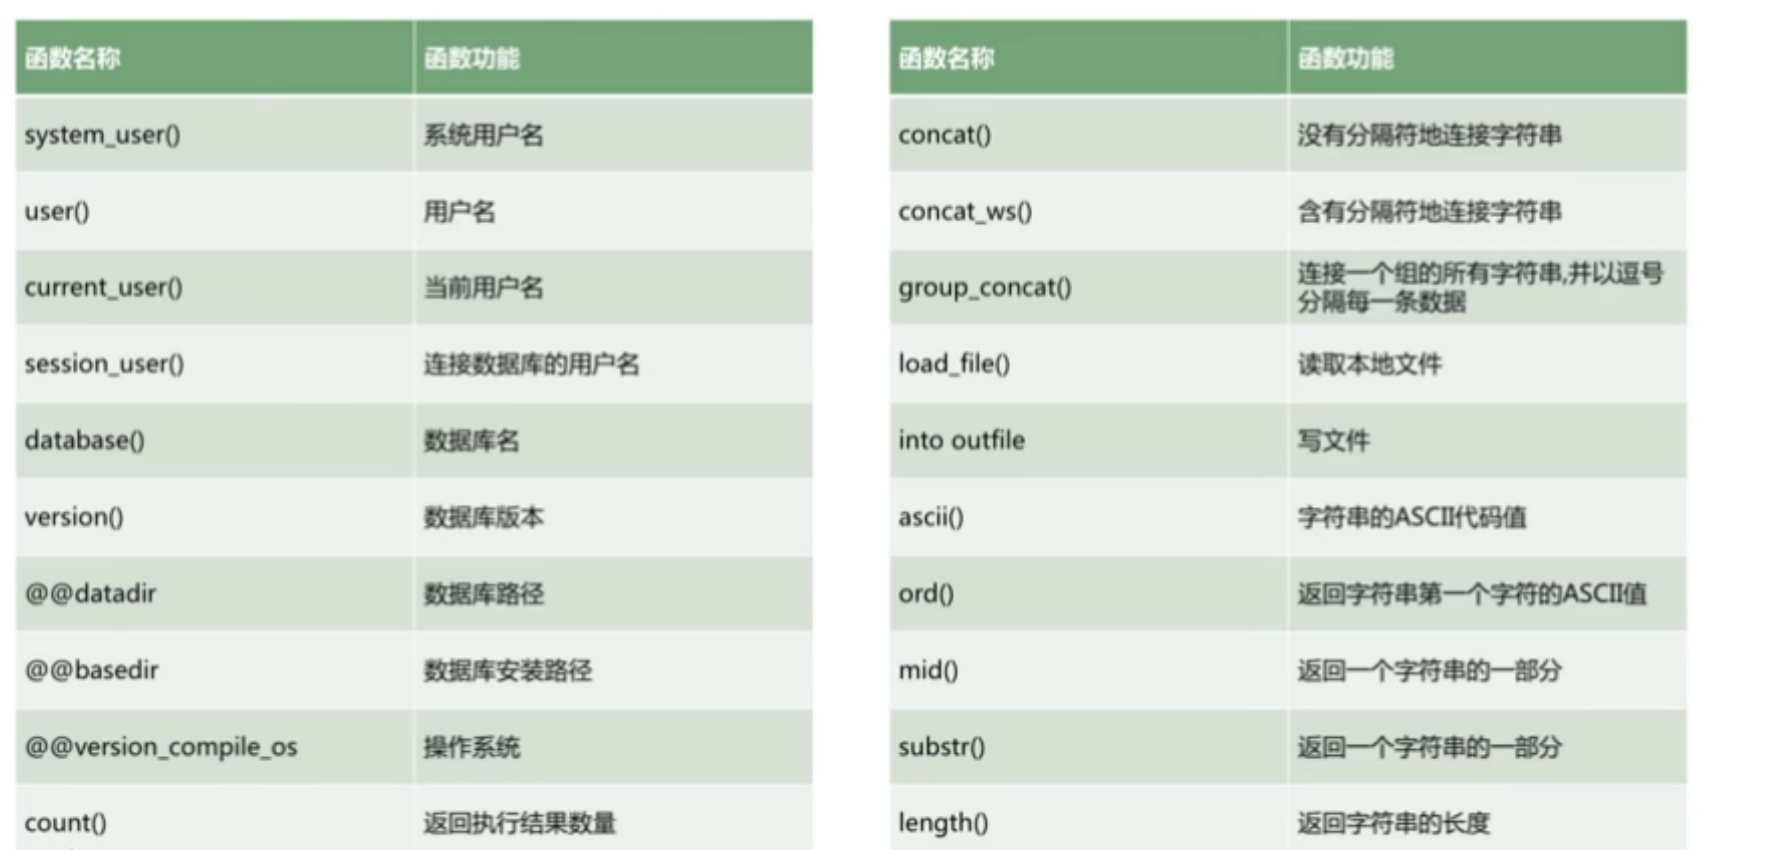 函数名称 函数功能
system_user() 系统用户名
user() 用户名
current_user() 当前用户名
session_user() 连接数据库的用户名
database() 数据库名
version() 数据库版本
@@datadir 数据库路径
@@basedir 数据库安装路径
@@version_compile_os 操作系统
count() 返回执行结果数量
函数名称 函数功能
concat() 没有分隔符地连接字符串
concat_ws() 含有分隔符地连接字符串
group_concat() 连接一个组的所有字符串,并以逗号
分隔每一条数据
load_file() 读取本地文件
into outfile 写文件
ascii() 字符串的ASCII代码值
ord() 返回字符串第一个字符的ASCII值
mid() 返回一个字符串的一部分
substr() 返回一个字符串的一部分
length() 返回字符串的长度